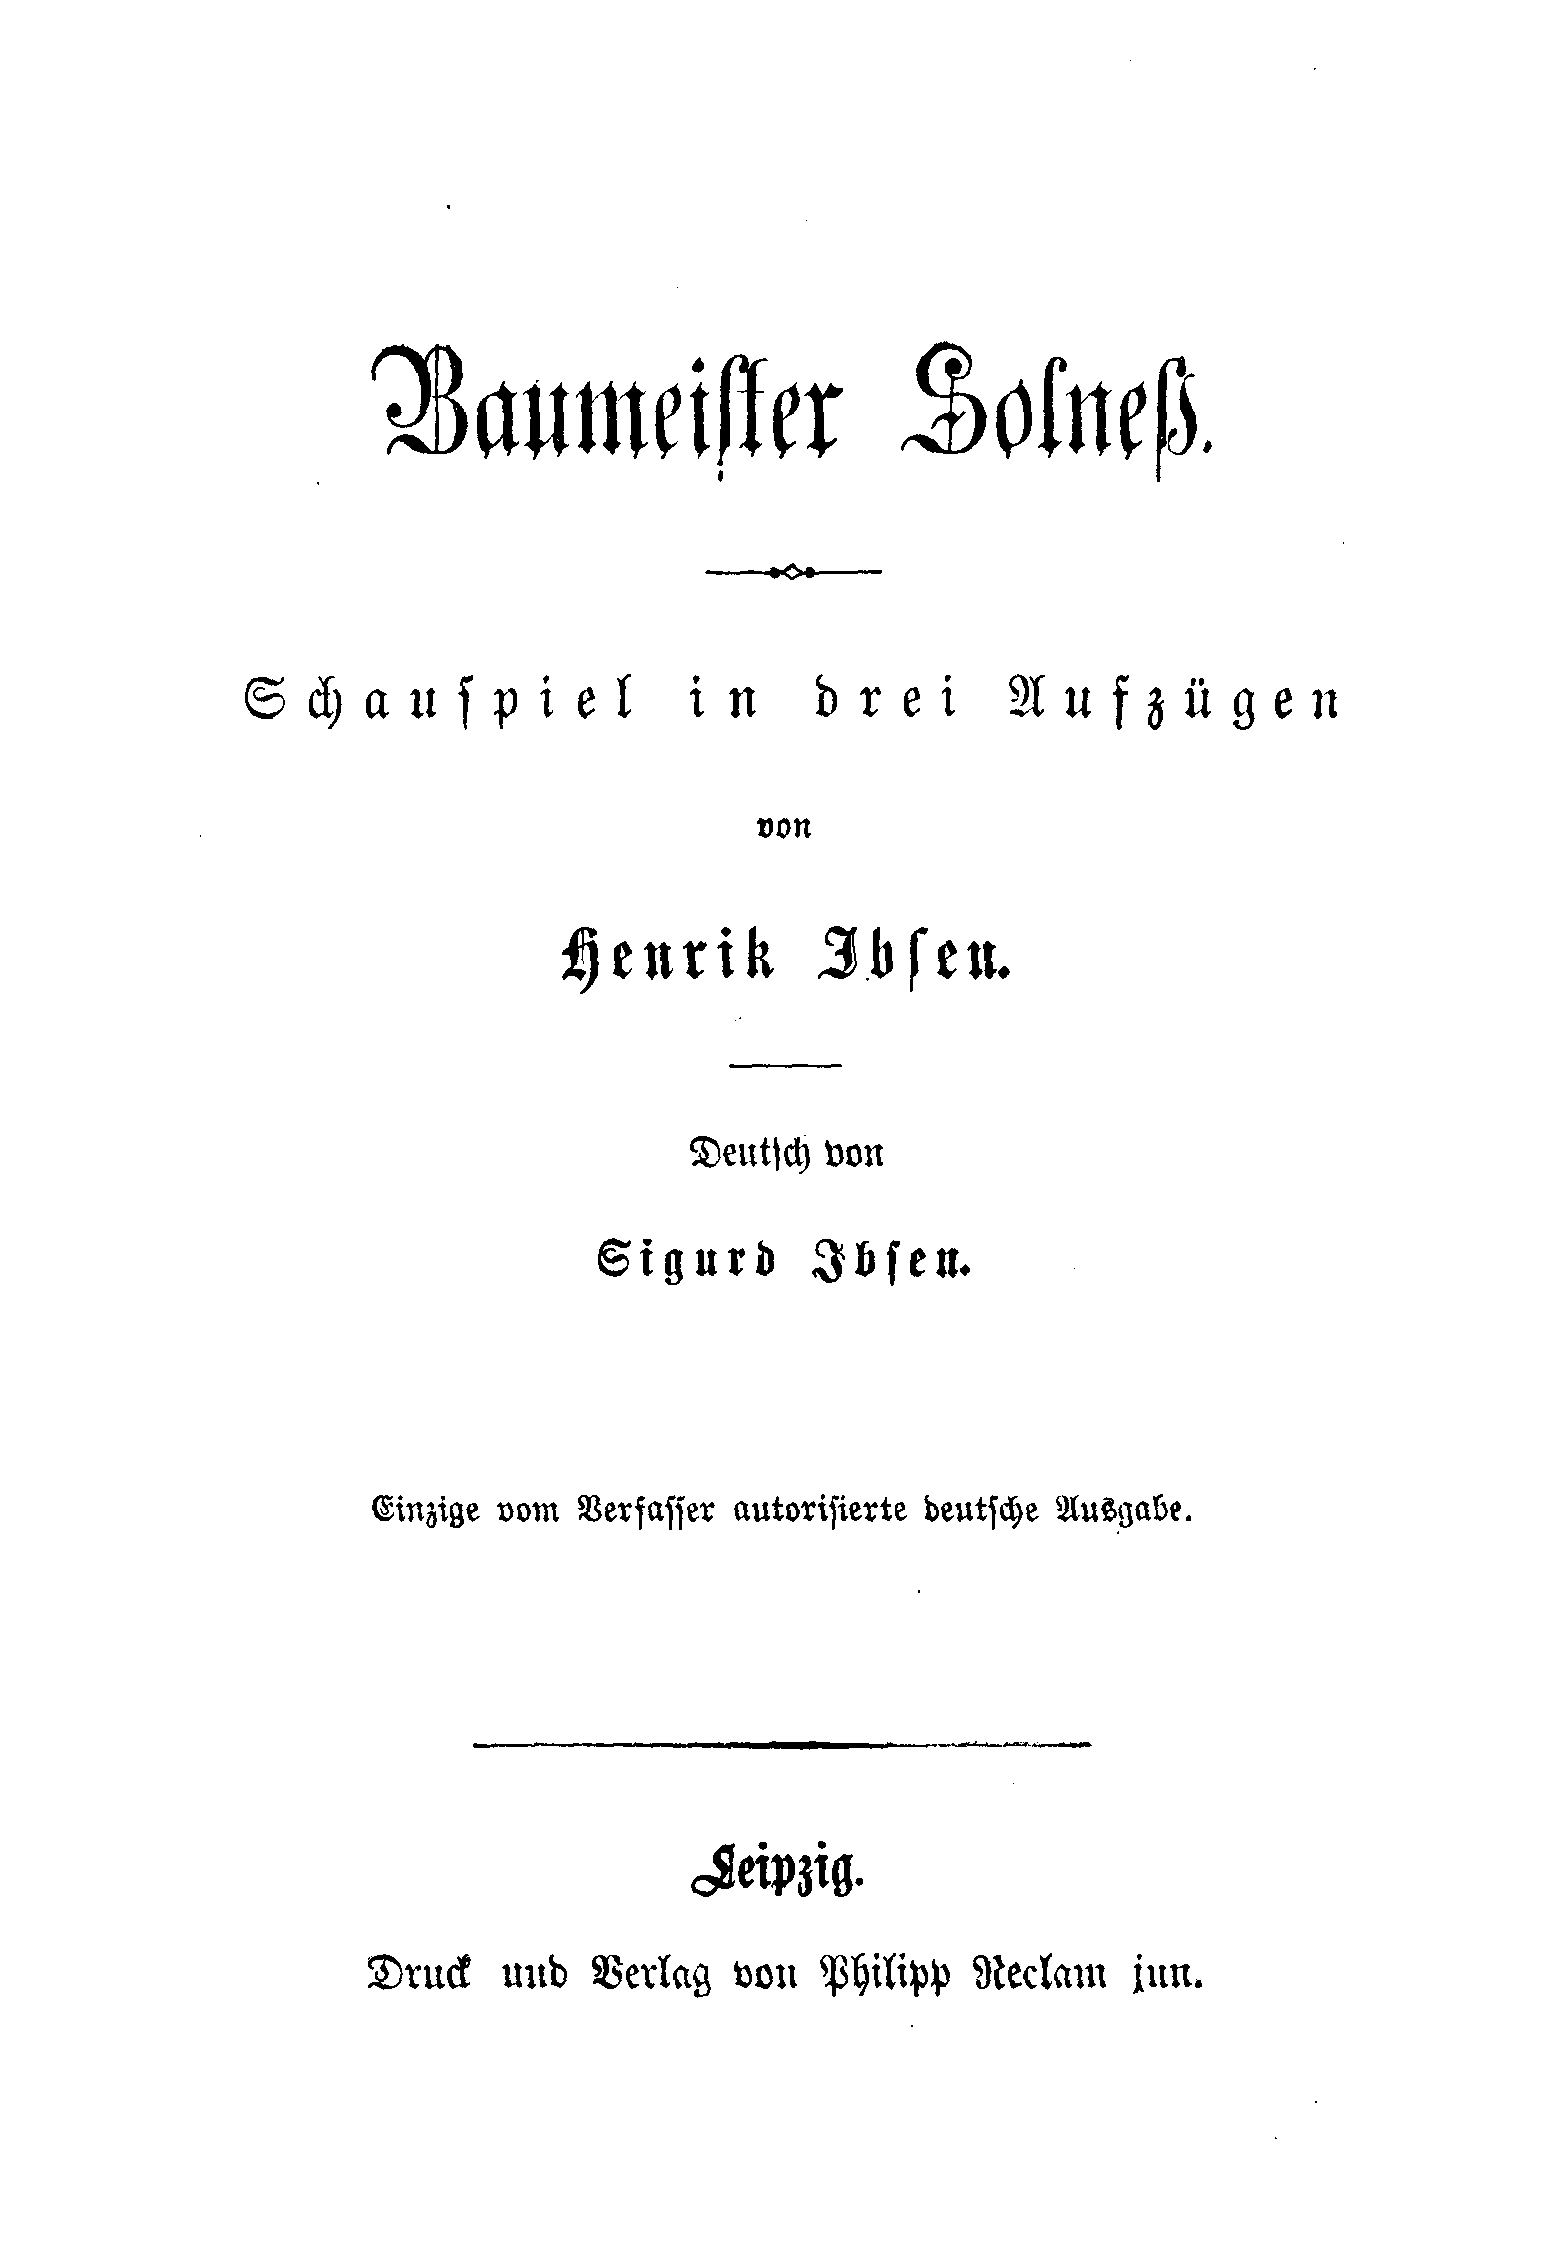 Baumeiſter Solneß.
Schauſpiel in drei Aufzügen
von
Henrik Ibſen.
Deutſch von
Sigurd Ibſen.
Einzige vom Verfaſſer autoriſierte deutſche Ausgabe.
Leipzig.
Druck und Verlag von Philipp Reclam jun.